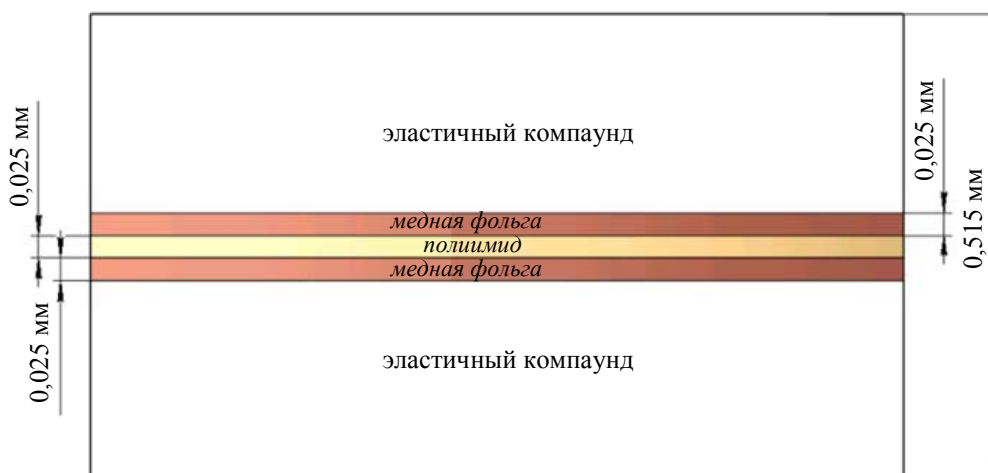 эластичный компаунд
0,025 мм
0,025 мм
медная фольга
полиимид
медная фольга
0,515 мм
0,025 мм
эластичный компаунд